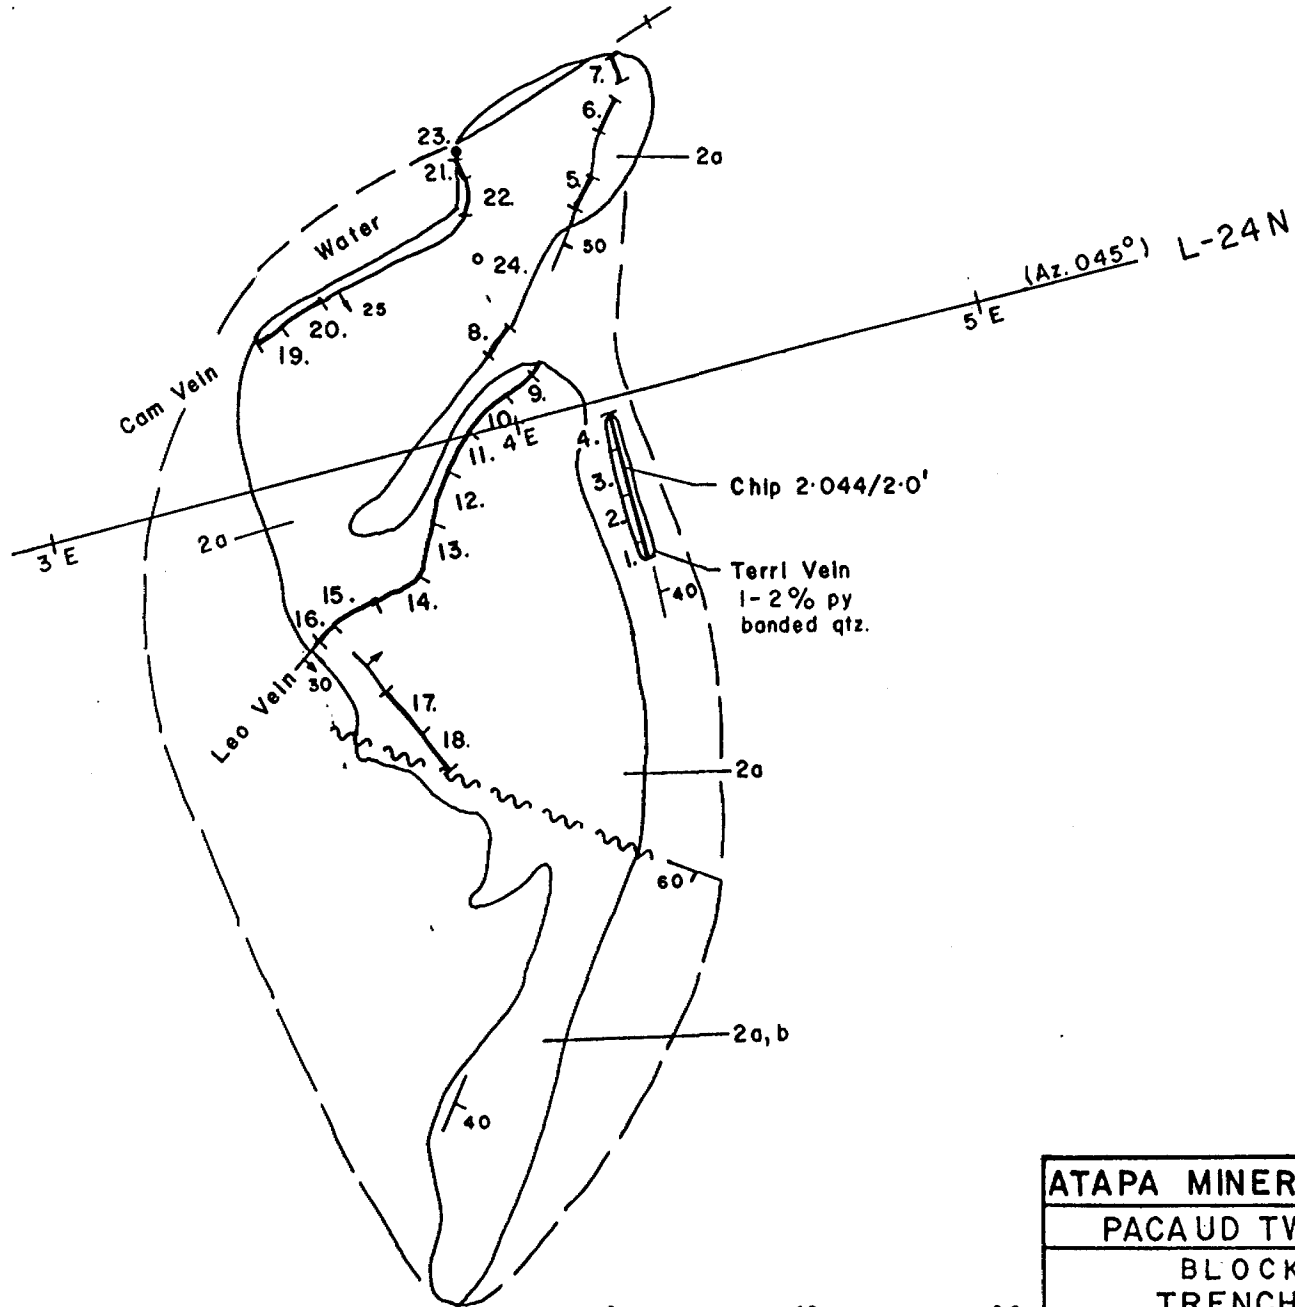 7.
6.
23.
21.
2a
5.
22.
Water
50
24.
(Az. 045°) L-24N
25
20.
8.
5 E
19.
Cam Vein
9.
10.
4 E
4.
11.
3.
Chip 2.044/2.0'
12.
2.
2a
13.
3 E
1.
Terri Vein
15.
14.
40
1-2% py
16.
banded qtz.
30
Leo Vein
17.
18.
2a
60
2a, b
40
ATAPA MINER
PACAUD TW
BLOCK
TRENCH